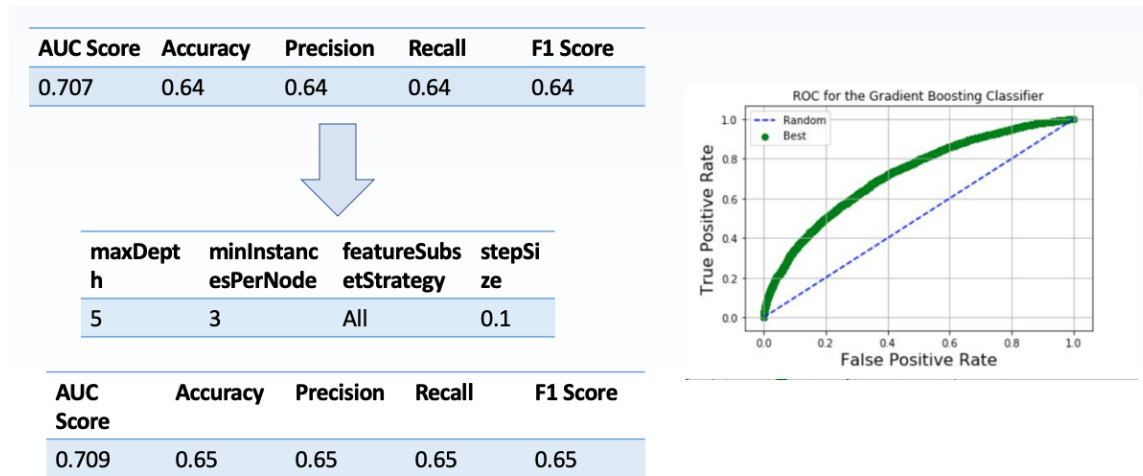 AUC Score Accuracy Precision Recall F1 Score
0.707 0.64 0.64 0.64 0.64
maxDept minInstanc featureSubs stepSi
h esPerNode etStrategy ze
5 3 All 0.1
AUC Accuracy Precision Recall F1 Score
Score
0.709 0.65 0.65 0.65 0.65
ROC for the Gradient Boosting Classifier
Random
Best
True Positive Rate
1.0
0.8
0.6
0.4
0.2
0.0
0.0 0.2 0.4 0.6 0.8 1.0
False Positive Rate